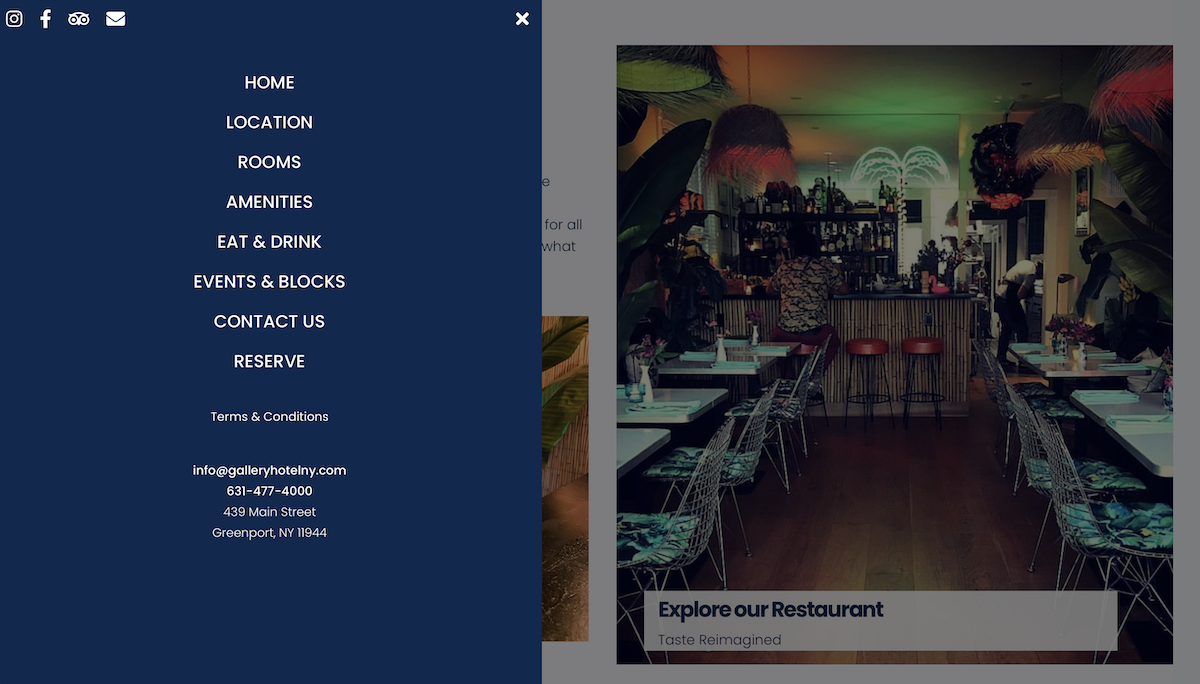 HOME
LOCATION
ROOMS
AMENITIES
EAT & DRINK
EVENTS & BLOCKS
CONTACT US
RESERVE
Terms & Conditions
info@galleryhotelny.com
631-477-4000
439 Main Street
Greenport, NY 11944
for all
what
Explore our Restaurant
Taste Reimagined